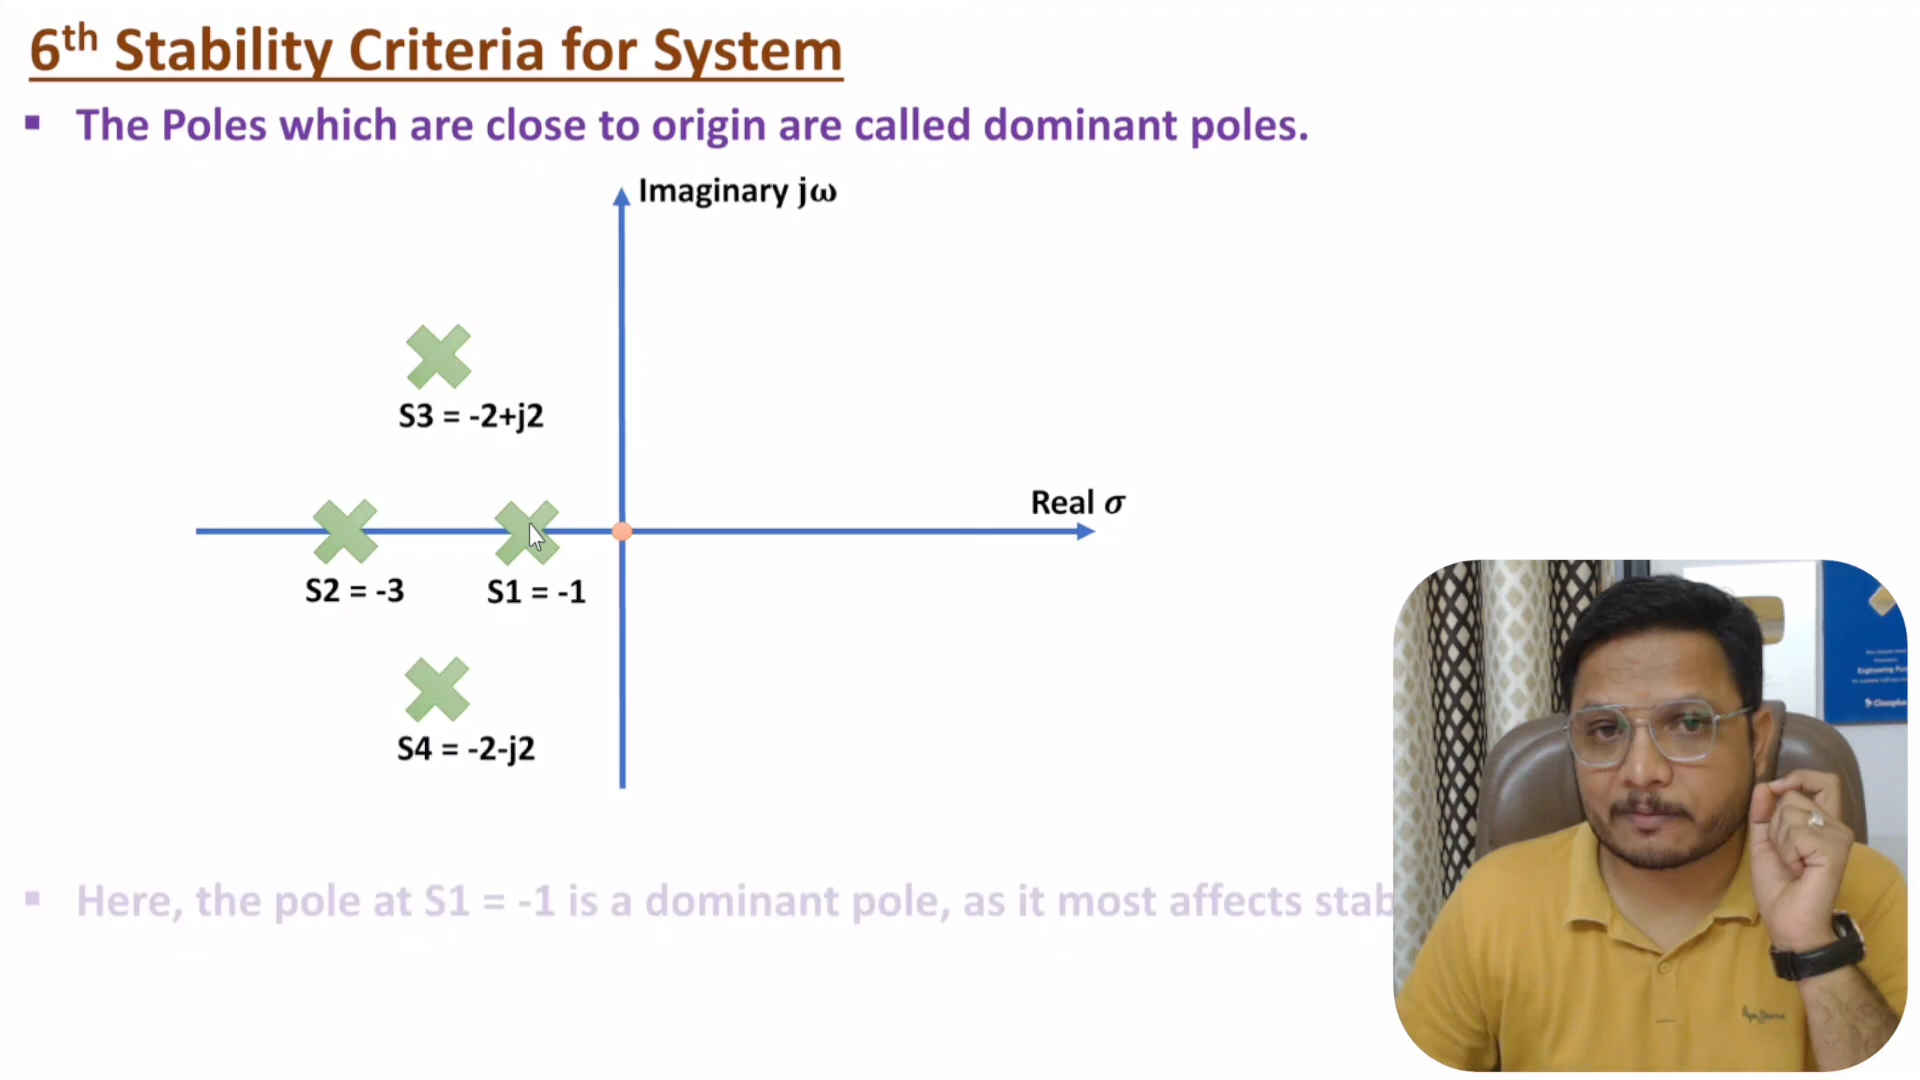 6th Stability Criteria for System
▪ The Poles which are close to origin are called dominant poles.
Imaginary jω
S3 = -2+j2
Real σ
S2 = -3
S1 = -1
S4 = -2-j2
▪ Here, the pole at S1 = -1 is a dominant pole, as it most affects stab